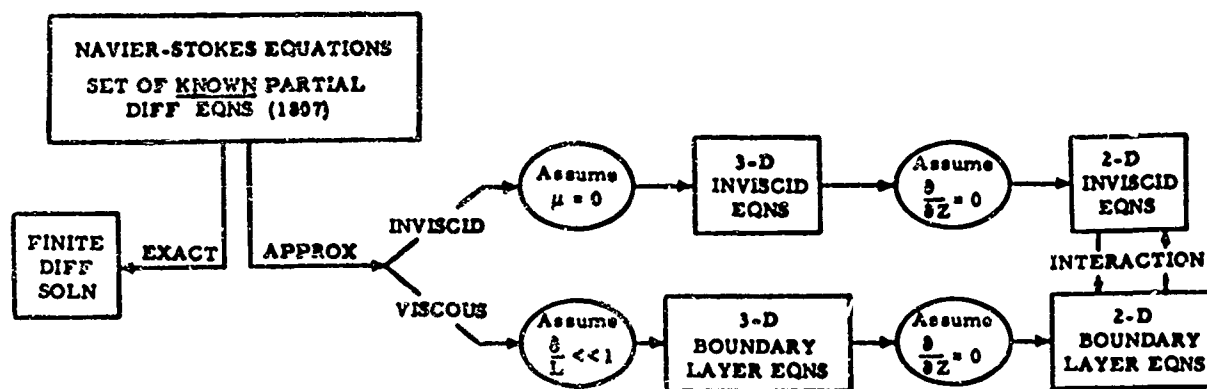 NAVIER-STOKES EQUATIONS
SET OF KNOWN PARTIAL
DIFF EQNS (1807)
FINITE
DIFF
SOLN
EXACT
APPROX
INVISCID
VISCOUS
Assume
μ = 0
3-D
INVISCID
EQNS
Assume
∂/∂Z = 0
2-D
INVISCID
EQNS
INTERACTION
Assume
δ/L <<1
3-D
BOUNDARY
LAYER EQNS
Assume
∂/∂Z = 0
2-D
BOUNDARY
LAYER EQNS